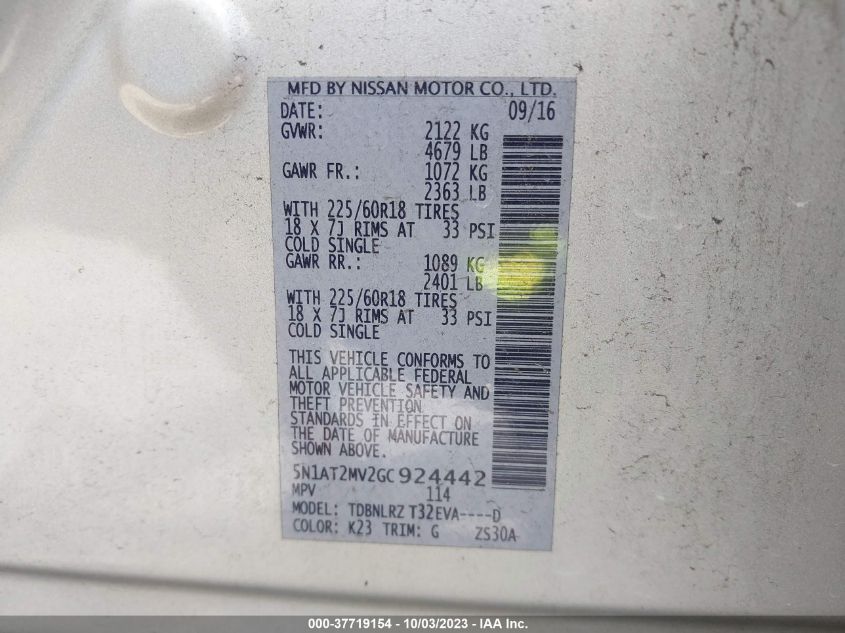 MFD BY NISSAN MOTOR CO., LTD.
DATE: 09/16
GVWR: 2122 KG
4679 LB
GAWR FR.: 1072 KG
2363 LB
WITH 225/60R18 TIRES
18 X 7J RIMS AT 33 PSI
COLD SINGLE
GAWR RR.: 1089 KG
2401 LB
WITH 225/60R18 TIRES
18 X 7J RIMS AT 33 PSI
COLD SINGLE
THIS VEHICLE CONFORMS TO
ALL APPLICABLE FEDERAL
MOTOR VEHICLE SAFETY AND
THEFT PREVENTION
STANDARDS IN EFFECT ON
THE DATE OF MANUFACTURE
SHOWN ABOVE.
5N1AT2MV2GC924442
MPV 114
MODEL: TDBNLRZ T32EVA----D
COLOR: K23 TRIM: G ZS30A
000-37719154 - 10/03/2023 - IAA Inc.